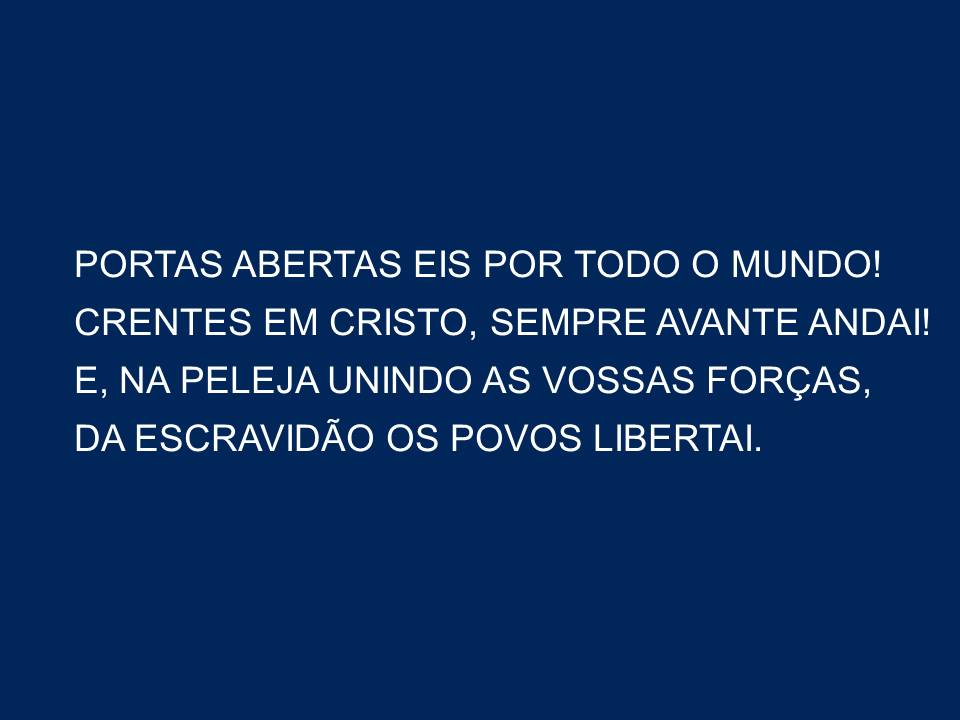 PORTAS ABERTAS EIS POR TODO O MUNDO!
CRENTES EM CRISTO, SEMPRE AVANTE ANDAI!
E, NA PELEJA UNINDO AS VOSSAS FORÇAS,
DA ESCRAVIDÃO OS POVOS LIBERTAI.